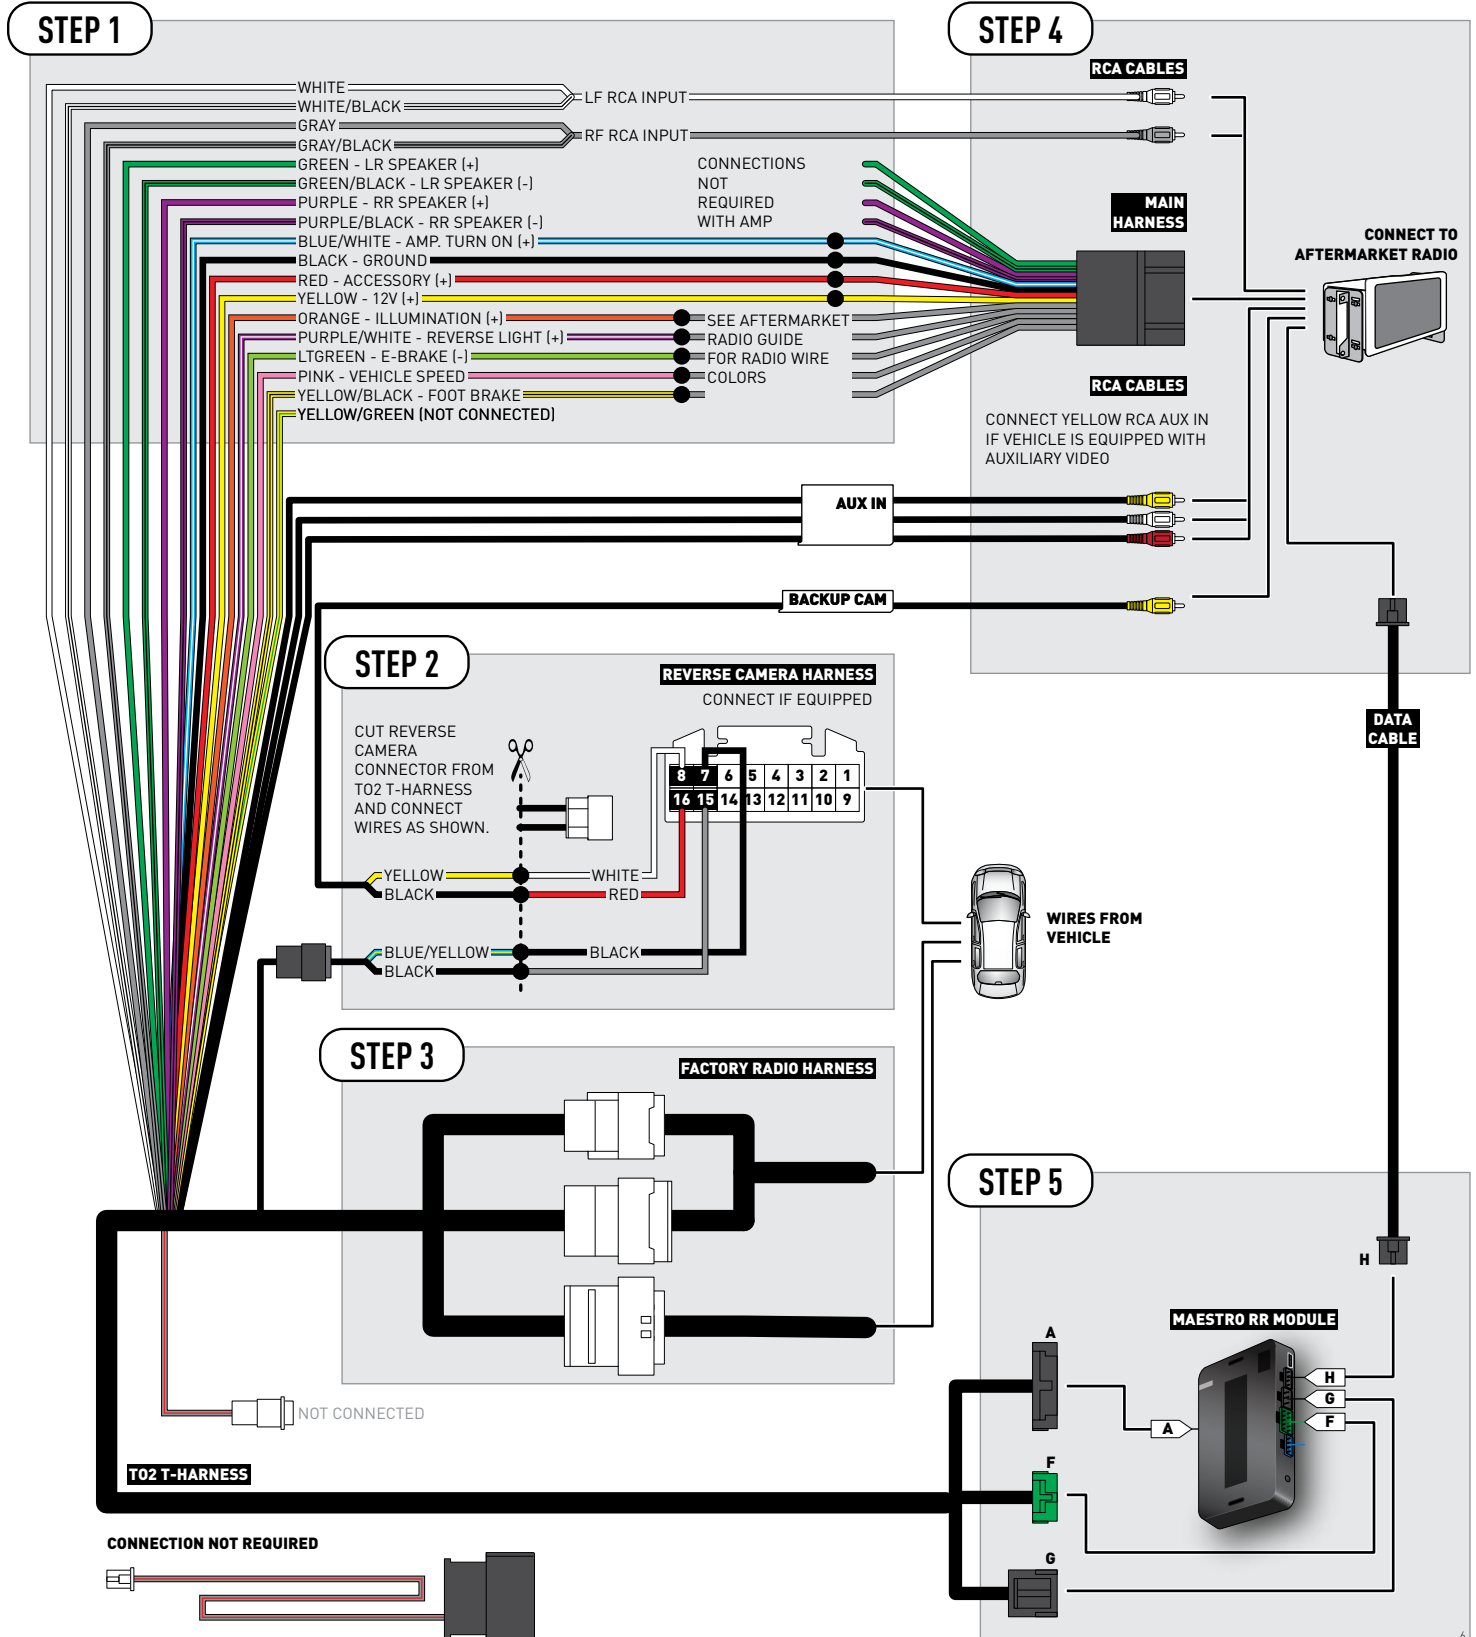 STEP 1
WHITE
WHITE/BLACK
LF RCA INPUT
GRAY
GRAY/BLACK
RF RCA INPUT
GREEN - LR SPEAKER (+)
GREEN/BLACK - LR SPEAKER (-)
PURPLE - RR SPEAKER (+)
PURPLE/BLACK - RR SPEAKER (-)
BLUE/WHITE - AMP. TURN ON (+)
BLACK - GROUND
RED - ACCESSORY (+)
YELLOW - 12V (+)
ORANGE - ILLUMINATION (+)
PURPLE/WHITE - REVERSE LIGHT (+)
LTGREEN - E-BRAKE (-)
PINK - VEHICLE SPEED
YELLOW/BLACK - FOOT BRAKE
YELLOW/GREEN (NOT CONNECTED)
CONNECTIONS
NOT
REQUIRED
WITH AMP
SEE AFTERMARKET
RADIO GUIDE
FOR RADIO WIRE
COLORS
STEP 4
RCA CABLES
MAIN
HARNESS
CONNECT TO
AFTERMARKET RADIO
RCA CABLES
CONNECT YELLOW RCA AUX IN
IF VEHICLE IS EQUIPPED WITH
AUXILIARY VIDEO
AUX IN
BACKUP CAM
DATA
CABLE
STEP 2
REVERSE CAMERA HARNESS
CONNECT IF EQUIPPED
CUT REVERSE
CAMERA
CONNECTOR FROM
TO2 T-HARNESS
AND CONNECT
WIRES AS SHOWN.
8 7 6 5 4 3 2 1
16 15 14 13 12 11 10 9
YELLOW
WHITE
BLACK
RED
BLUE/YELLOW
BLACK
BLACK
WIRES FROM
VEHICLE
STEP 3
FACTORY RADIO HARNESS
NOT CONNECTED
TO2 T-HARNESS
CONNECTION NOT REQUIRED
STEP 5
H
MAESTRO RR MODULE
A
H
G
F
A
F
G
6